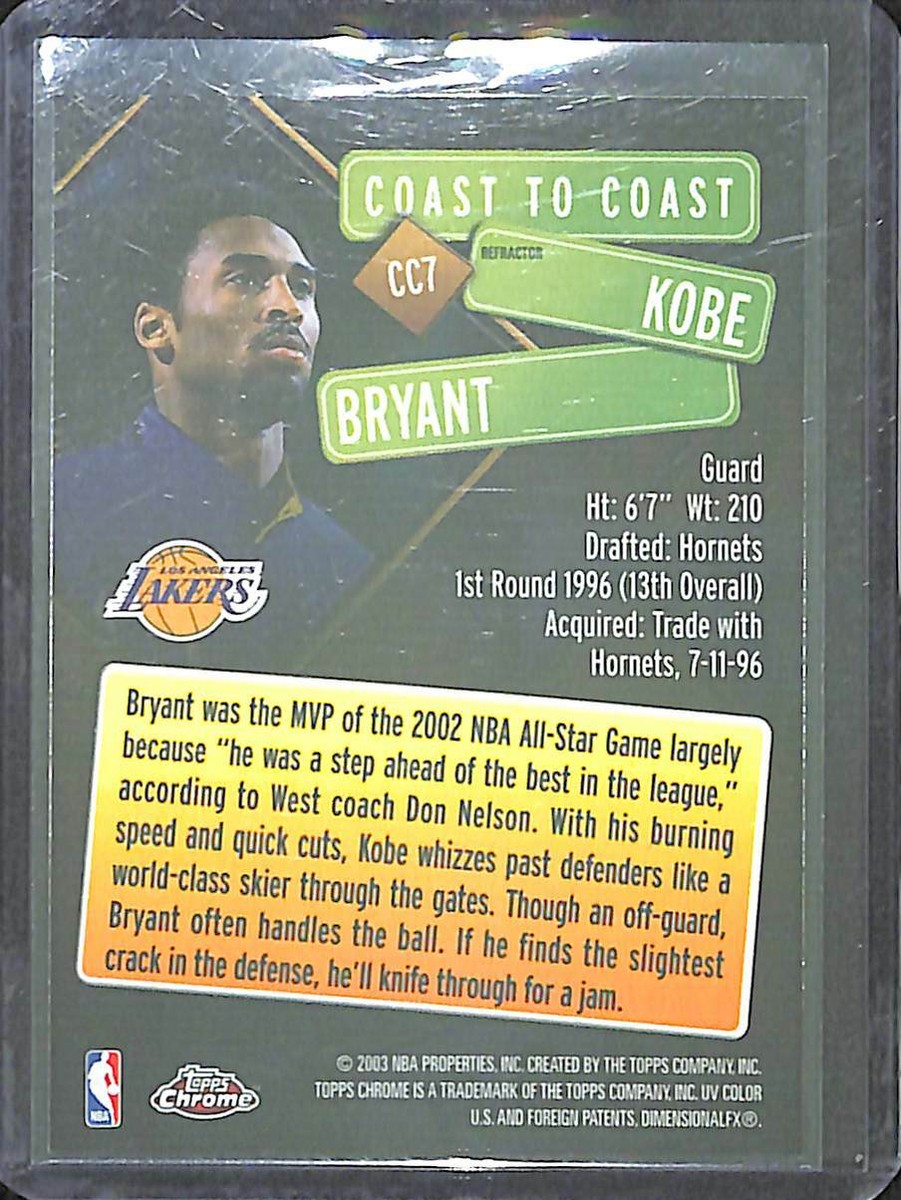 COAST TO COAST
CC7
REFRACTOR
KOBE
BRYANT
Guard
Ht: 6'7" Wt: 210
Drafted: Hornets
1st Round 1996 (13th Overall)
Acquired: Trade with
Hornets, 7-11-96
LOS ANGELES
LAKERS
Bryant was the MVP of the 2002 NBA All-Star Game largely
because "he was a step ahead of the best in the league,"
according to West coach Don Nelson. With his burning
speed and quick cuts, Kobe whizzes past defenders like a
world-class skier through the gates. Though an off-guard,
Bryant often handles the ball. If he finds the slightest
crack in the defense, he'll knife through for a jam.
NBA
Topps
Chrome
© 2003 NBA PROPERTIES, INC. CREATED BY THE TOPPS COMPANY, INC.
TOPPS CHROME IS A TRADEMARK OF THE TOPPS COMPANY, INC. UV COLOR
U.S. AND FOREIGN PATENTS, DIMENSIONALFX®.